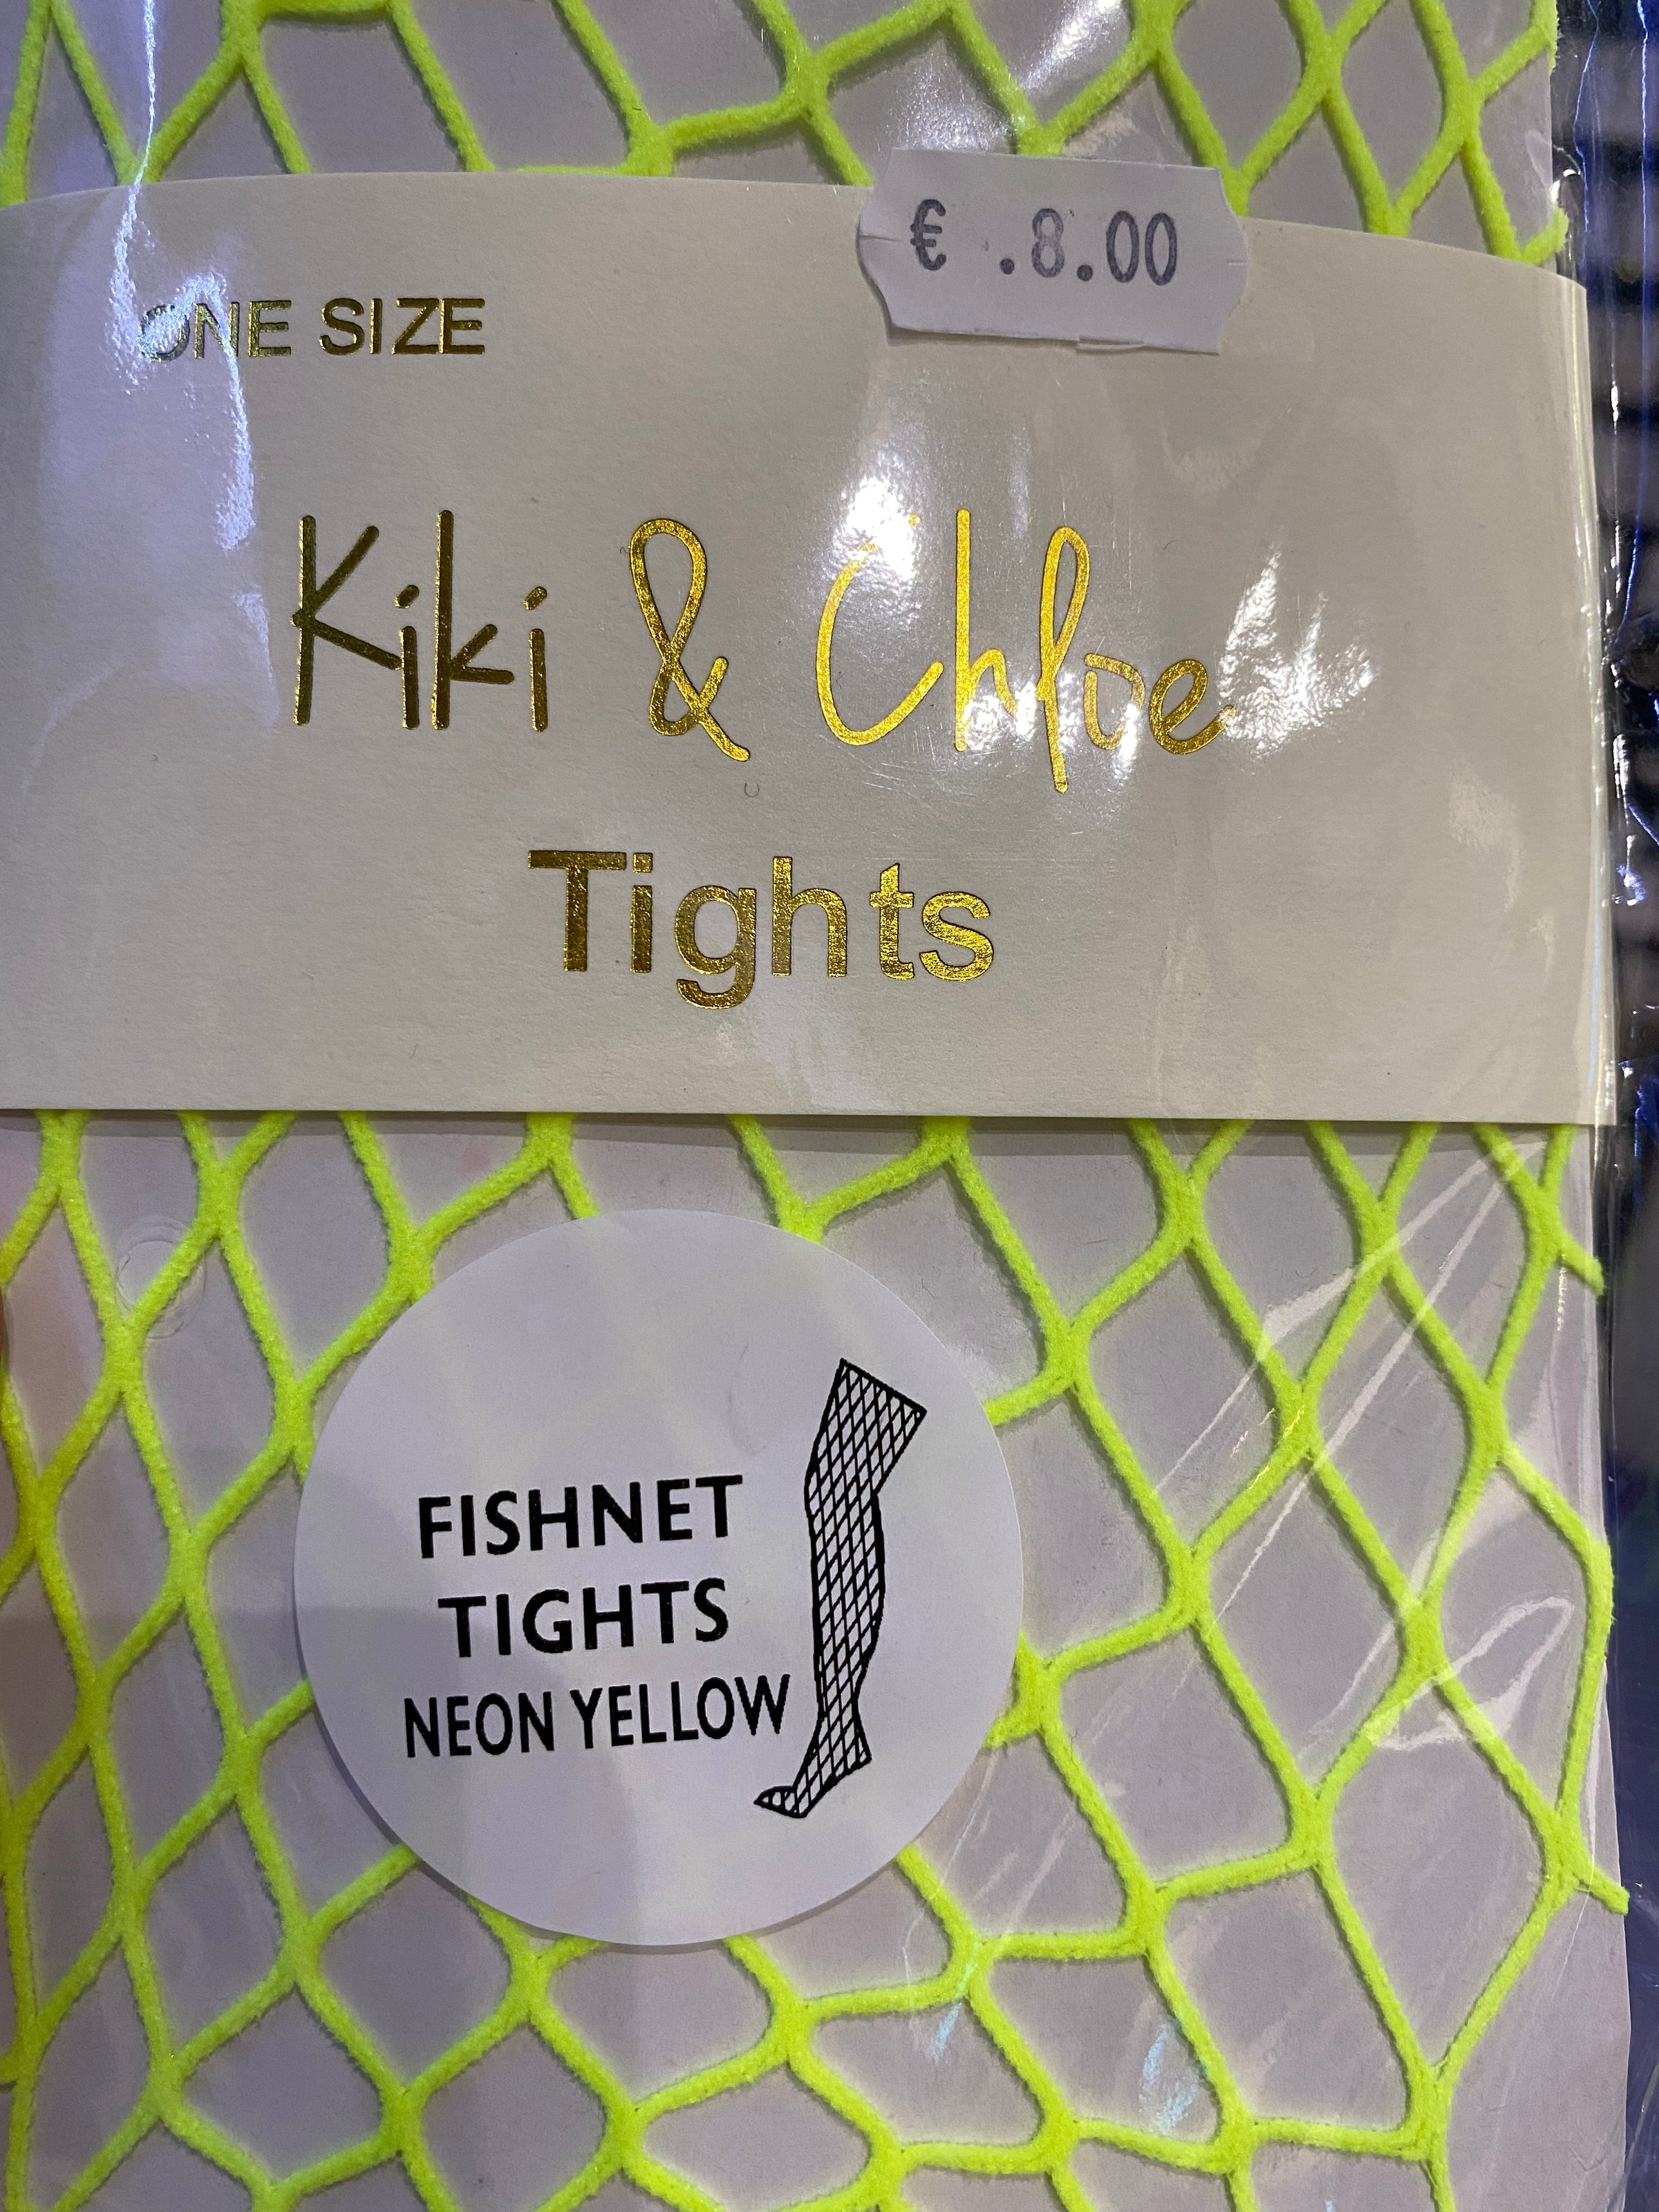 € .8.00
ONE SIZE
Kiki & Chloe
Tights
FISHNET
TIGHTS
NEON YELLOW